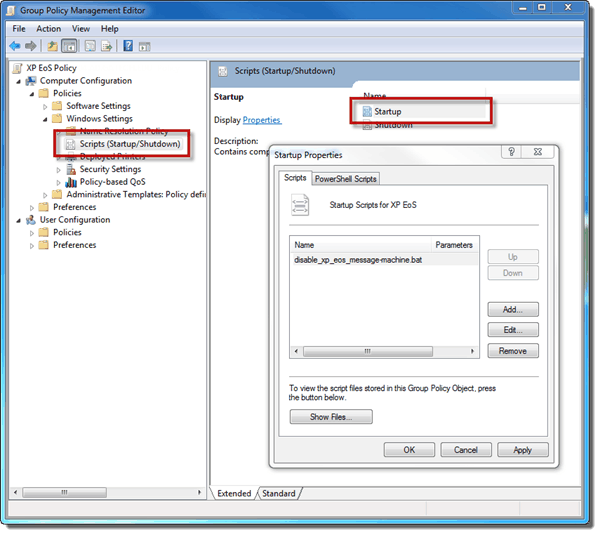 Group Policy Management Editor
File Action View Help
XP EoS Policy
Computer Configuration
Policies
Software Settings
Windows Settings
Name Resolution Policy
Scripts (Startup/Shutdown)
Deployed Printers
Security Settings
Policy-based QoS
Administrative Templates: Policy defin
Preferences
User Configuration
Policies
Preferences
Scripts (Startup/Shutdown)
Startup
Display Properties
Description:
Contains comp
Name
Startup
Shutdown
Startup Properties
Scripts PowerShell Scripts
Startup Scripts for XP EoS
Name Parameters
disable_xp_eos_message-machine.bat
Up
Down
Add...
Edit...
Remove
To view the script files stored in this Group Policy Object, press
the button below.
Show Files...
OK Cancel Apply
Extended Standard